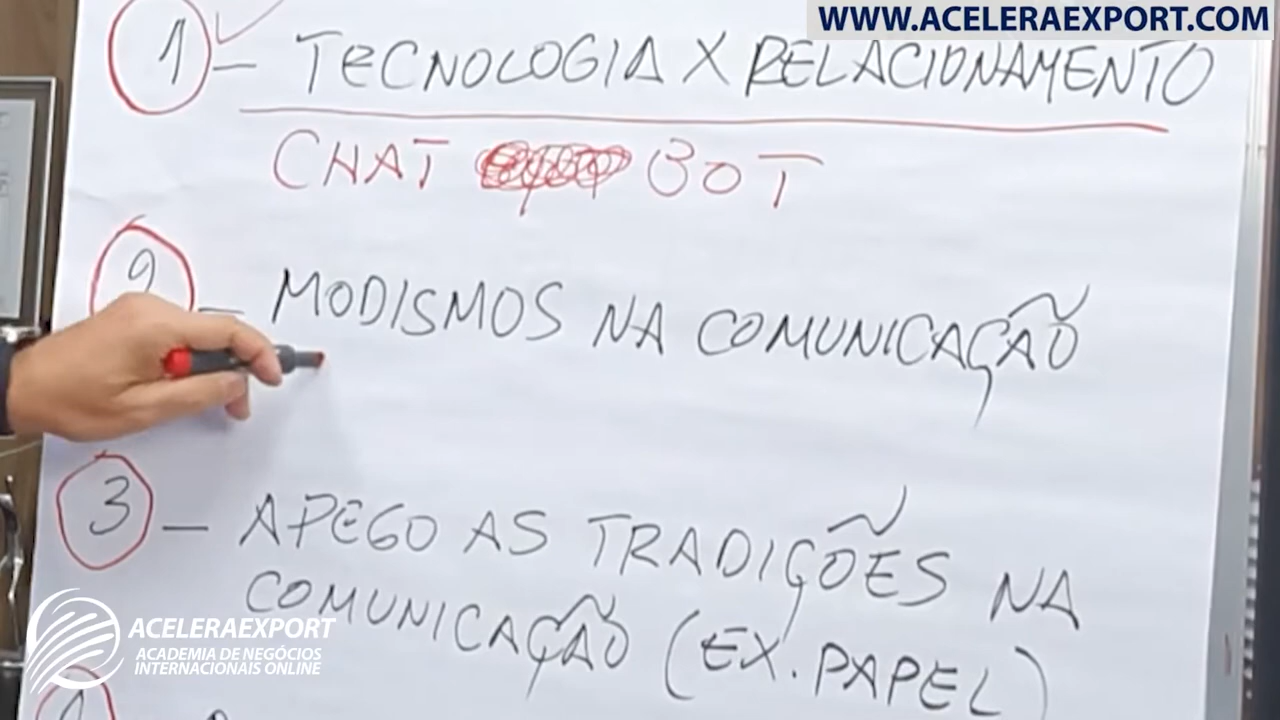 WWW.ACELERAEXPORT.COM
1 - TECNOLOGIA X RELACIONAMENTO
CHAT BOT
2 - MODISMOS NA COMUNICAÇÃO
3 - APEGO AS TRADIÇÕES NA
COMUNICAÇÃO (EX. PAPEL)
ACELERAEXPORT
ACADEMIA DE NEGÓCIOS
INTERNACIONAIS ONLINE